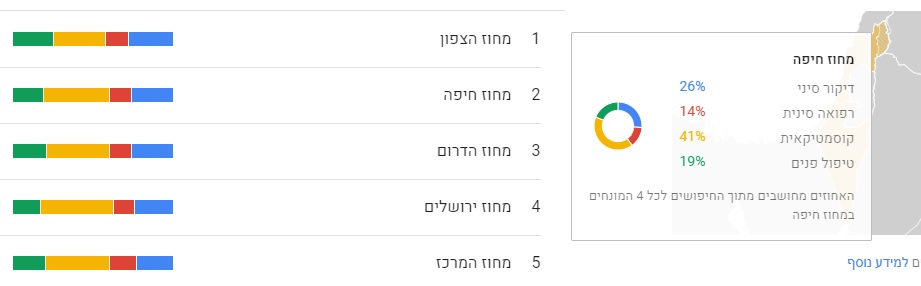 1 מחוז הצפון
2 מחוז חיפה
3 מחוז הדרום
4 מחוז ירושלים
5 מחוז המרכז
מחוז חיפה
דיקור סיני 26%
רפואה סינית 14%
קוסמטיקאית 41%
טיפול פנים 19%
האחוזים מחושבים מתוך החיפושים לכל 4 המונחים
במחוז חיפה
למידע נוסף